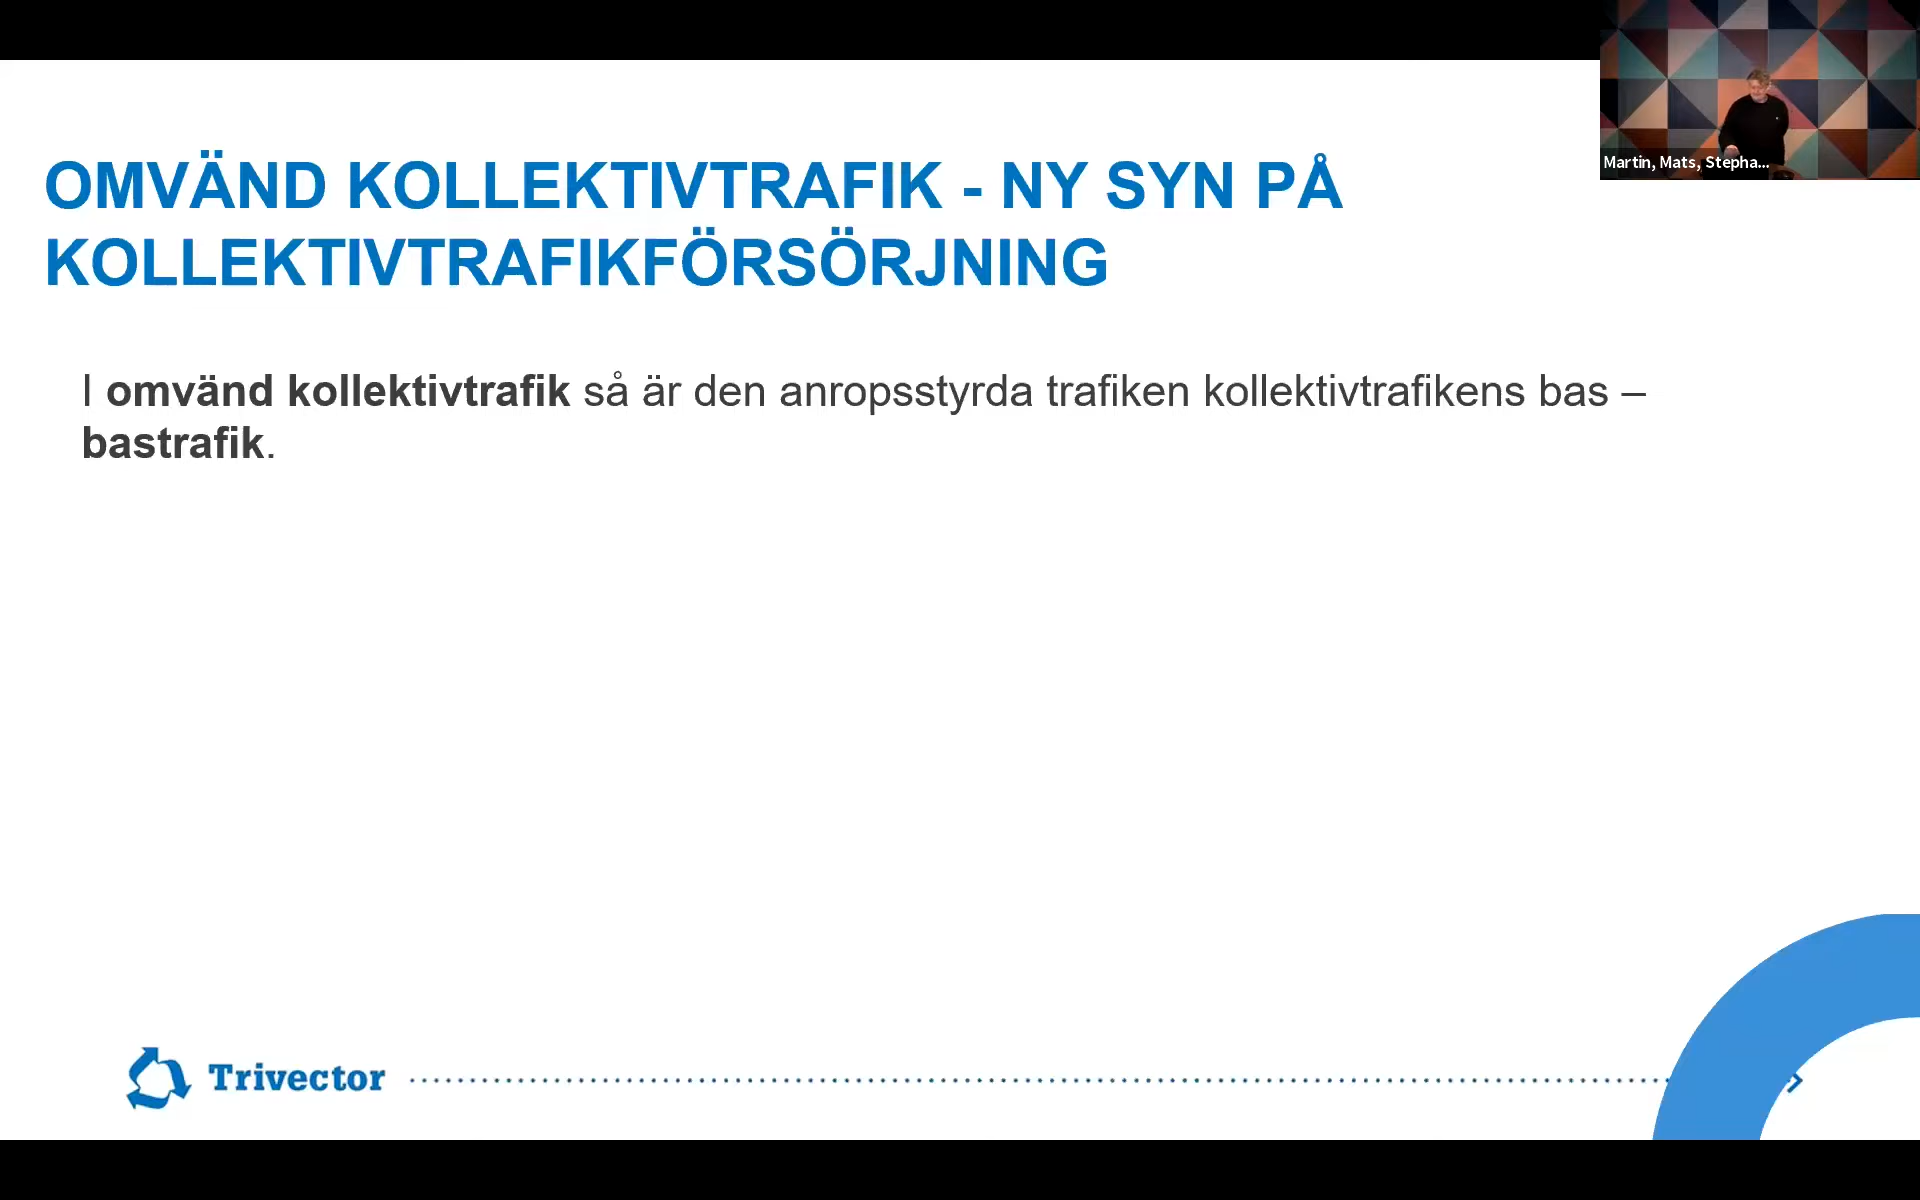 Martin, Mats, Stepha...
OMVÄND KOLLEKTIVTRAFIK - NY SYN PÅ
KOLLEKTIVTRAFIKFÖRSÖRJNING
I omvänd kollektivtrafik så är den anropsstyrda trafiken kollektivtrafikens bas –
bastrafik.
Trivector